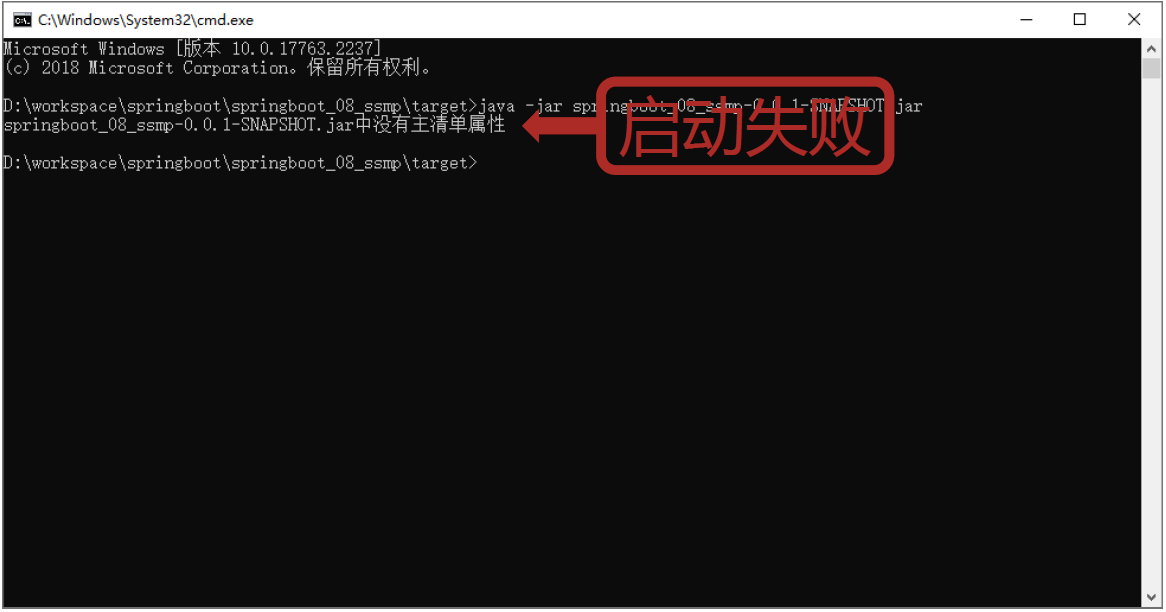 C:\Windows\System32\cmd.exe
Microsoft Windows [版本 10.0.17763.2237]
(c) 2018 Microsoft Corporation。保留所有权利。
D:\workspace\springboot\springboot_08_ssmp\target>java -jar springboot_08_ssmp-0.0.1-SNAPSHOT.jar
springboot_08_ssmp-0.0.1-SNAPSHOT.jar中没有主清单属性
启动失败
D:\workspace\springboot\springboot_08_ssmp\target>